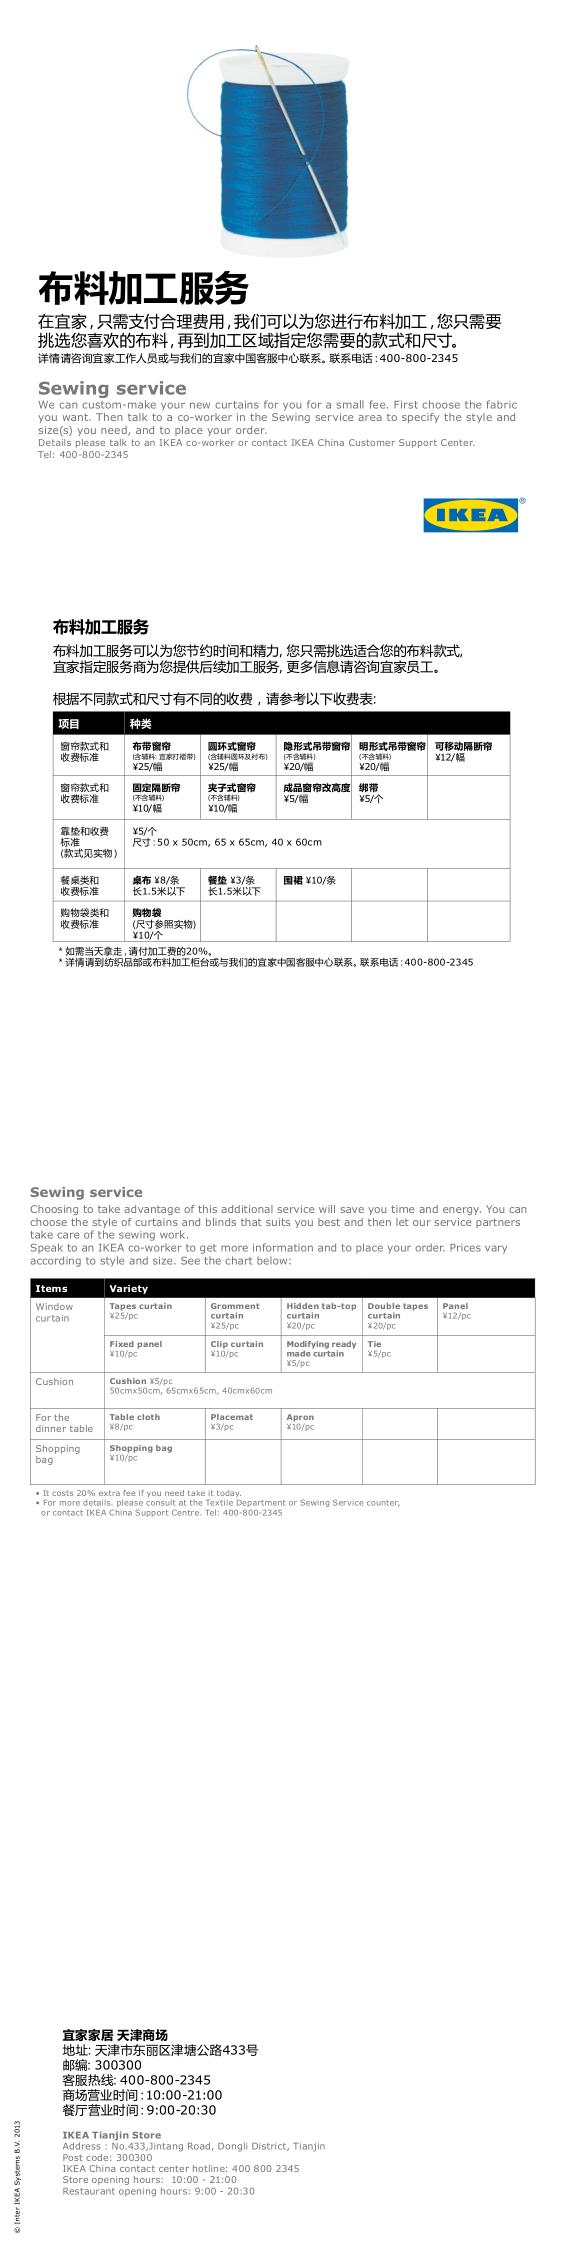 布料加工服务
在宜家,只需支付合理费用,我们可以为您进行布料加工,您只需要
挑选您喜欢的布料,再到加工区域指定您需要的款式和尺寸。
详情请咨询宜家工作人员或与我们的宜家中国客服中心联系。联系电话:400-800-2345
Sewing service
We can custom-make your new curtains for you for a small fee. First choose the fabric
you want. Then talk to a co-worker in the Sewing service area to specify the style and
size(s) you need, and to place your order.
Details please talk to an IKEA co-worker or contact IKEA China Customer Support Center.
Tel: 400-800-2345
IKEA®
布料加工服务
布料加工服务可以为您节约时间和精力, 您只需挑选适合您的布料款式,
宜家指定服务商为您提供后续加工服务, 更多信息请咨询宜家员工。
根据不同款式和尺寸有不同的收费 , 请参考以下收费表:
项目 种类
窗帘款式和 布带窗帘 圆环式窗帘 隐形式吊带窗帘 明形式吊带窗帘 可移动隔断帘
收费标准 (含辅料: 宜家打褶带) (含辅料圆环及衬布) (不含辅料) (不含辅料) ¥12/幅
¥25/幅 ¥25/幅 ¥20/幅 ¥20/幅
窗帘款式和 固定隔断帘 夹子式窗帘 成品窗帘改高度 绑带
收费标准 (不含辅料) (不含辅料) ¥5/幅 ¥5/个
¥10/幅 ¥10/幅
靠垫和收费 ¥5/个
标准 尺寸: 50 x 50cm, 65 x 65cm, 40 x 60cm
(款式见实物)
餐桌类和 桌布 ¥8/条 餐垫 ¥3/条 围裙 ¥10/条
收费标准 长1.5米以下 长1.5米以下
购物袋类和 购物袋
收费标准 (尺寸参照实物)
¥10/个
* 如需当天拿走, 请付加工费的20%。
* 详情请到纺织品部或布料加工柜台或与我们的宜家中国客服中心联系。联系电话:400-800-2345
Sewing service
Choosing to take advantage of this additional service will save you time and energy. You can
choose the style of curtains and blinds that suits you best and then let our service partners
take care of the sewing work.
Speak to an IKEA co-worker to get more information and to place your order. Prices vary
according to style and size. See the chart below:
Items Variety
Window Tapes curtain Gromment Hidden tab-top Double tapes Panel
curtain ¥25/pc curtain curtain curtain ¥12/pc
¥25/pc ¥20/pc ¥20/pc
Fixed panel Clip curtain Modifying ready Tie
¥10/pc ¥10/pc made curtain ¥5/pc
¥5/pc
Cushion Cushion ¥5/pc
50cmx50cm, 65cmx65cm, 40cmx60cm
For the Table cloth Placemat Apron
dinner table ¥8/pc ¥3/pc ¥10/pc
Shopping Shopping bag
bag ¥10/pc
• It costs 20% extra fee if you need take it today.
• For more details. please consult at the Textile Department or Sewing Service counter,
or contact IKEA China Support Centre. Tel: 400-800-2345
宜家家居 天津商场
地址: 天津市东丽区津塘公路433号
邮编: 300300
客服热线: 400-800-2345
商场营业时间 : 10:00-21:00
餐厅营业时间 : 9:00-20:30
IKEA Tianjin Store
Address : No.433,Jintang Road, Dongli District, Tianjin
Post code: 300300
IKEA China contact center hotline: 400 800 2345
Store opening hours: 10:00 - 21:00
Restaurant opening hours: 9:00 - 20:30
© Inter IKEA Systems B.V. 2013